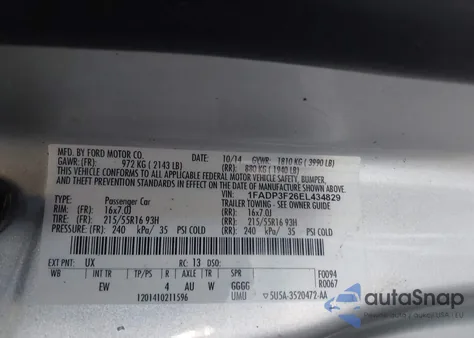 MFD. BY FORD MOTOR CO.
DATE: 10/14 GVWR: 1810 KG ( 3990 LB)
GAWR: (FR): 972 KG ( 2143 LB) (RR): 880 KG ( 1940 LB)
THIS VEHICLE CONFORMS TO ALL APPLICABLE FEDERAL MOTOR VEHICLE SAFETY, BUMPER,
AND THEFT PREVENTION STANDARDS IN EFFECT ON THE DATE OF MANUFACTURE SHOWN ABOVE.
VIN: 1FADP3F26EL434829
TYPE: Passenger Car TRAILER TOWING - SEE OWNER GUIDE
RIM: (FR): 16x7.0J (RR): 16x7.0J
TIRE: (FR): 215/55R16 93H (RR): 215/55R16 93H
PRESSURE: (FR): 240 kPa/ 35 PSI COLD (RR): 240 kPa/ 35 PSI COLD
EXT PNT: UX RC: 13 DSO: F0094
WB INT TR TP/PS R AXLE TR SPR R0067
EW 4 AU W GGGG
1201410211596 UMO 5U5A-3520472-AA
autoSnap